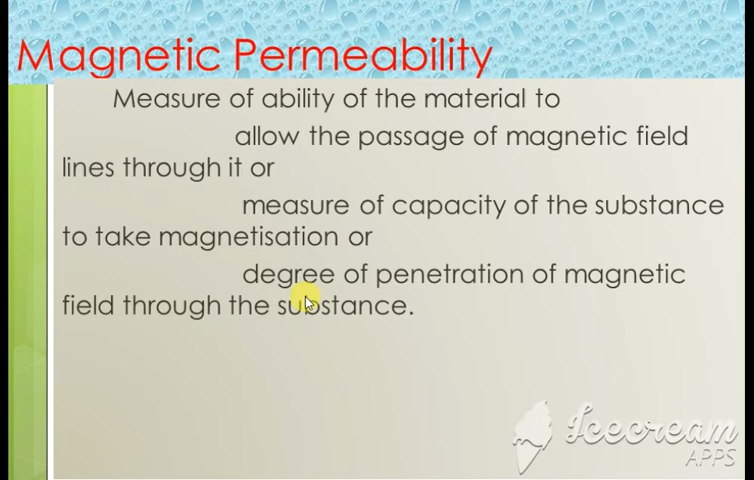 Magnetic Permeability
Measure of ability of the material to
allow the passage of magnetic field
lines through it or
measure of capacity of the substance
to take magnetisation or
degree of penetration of magnetic
field through the substance.
Icecream
APPS